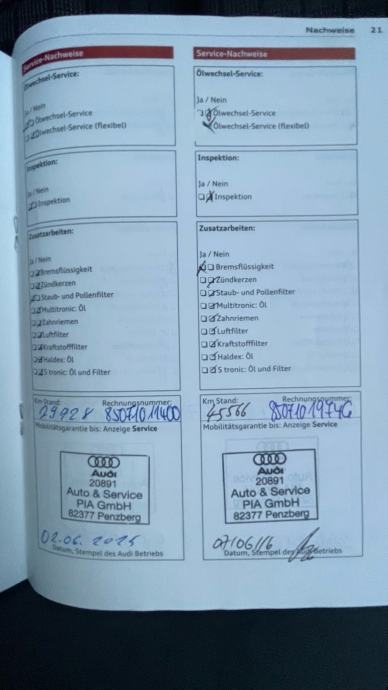 Nachweise 21
Service-Nachweise
Ölwechsel-Service:
Ja / Nein
Ölwechsel-Service
Ölwechsel-Service (flexibel)
Inspektion:
Ja / Nein
Inspektion
Zusatzarbeiten:
Ja / Nein
Bremsflüssigkeit
Zündkerzen
Staub- und Pollenfilter
Multitronic: Öl
Zahnriemen
Luftfilter
Kraftstofffilter
Haldex: Öl
S tronic: Öl und Filter
Km Stand: Rechnungsnummer:
29928 85071011400
Mobilitätsgarantie bis: Anzeige Service
Audi
20891
Auto & Service
PIA GmbH
82377 Penzberg
02.06.2015
Datum, Stempel des Audi Betriebs
Service-Nachweise
Ölwechsel-Service:
Ja / Nein
Ölwechsel-Service
Ölwechsel-Service (flexibel)
Inspektion:
Ja / Nein
Inspektion
Zusatzarbeiten:
Ja / Nein
Bremsflüssigkeit
Zündkerzen
Staub- und Pollenfilter
Multitronic: Öl
Zahnriemen
Luftfilter
Kraftstofffilter
Haldex: Öl
S tronic: Öl und Filter
Km Stand: Rechnungsnummer:
45566
Mobilitätsgarantie bis: Anzeige Service
Audi
20891
Auto & Service
PIA GmbH
82377 Penzberg
07/06/16
Datum, Stempel des Audi Betriebs